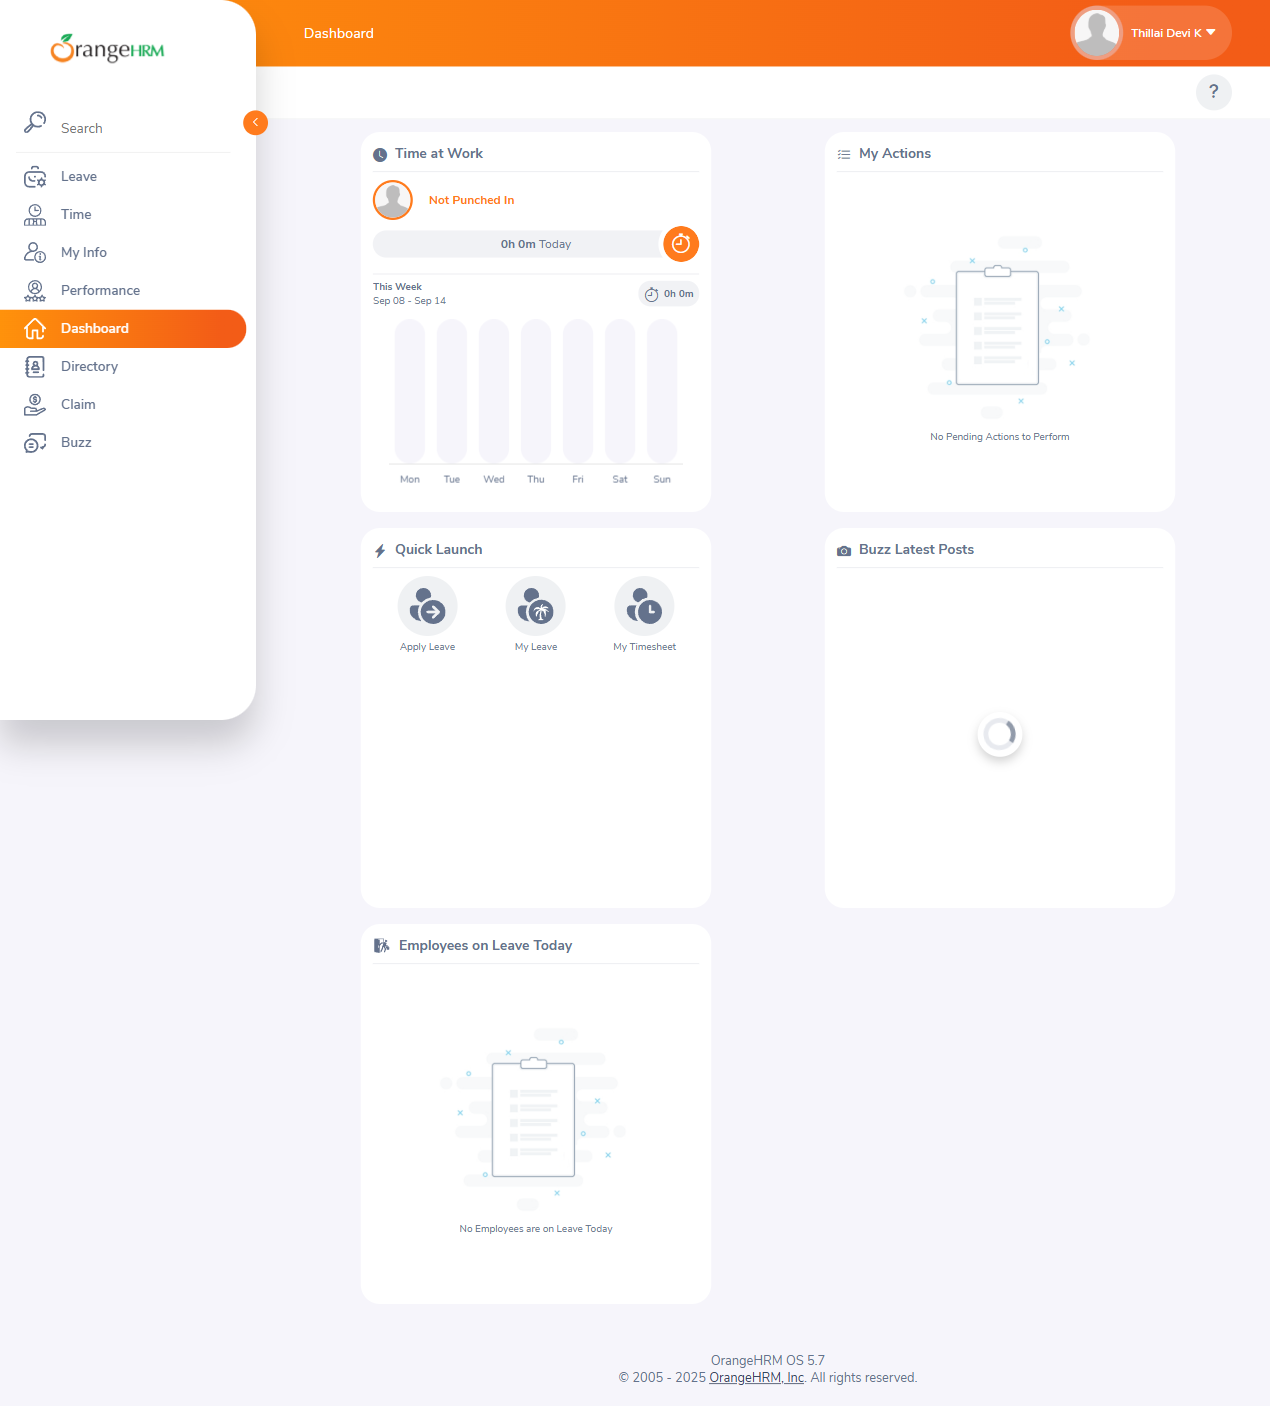 OrangeHRM
Dashboard
Thillai Devi K
?
Search
Leave
Time
My Info
Performance
Dashboard
Directory
Claim
Buzz
Time at Work
Not Punched In
0h 0m Today
This Week
Sep 08 - Sep 14
0h 0m
Mon Tue Wed Thu Fri Sat Sun
My Actions
No Pending Actions to Perform
Quick Launch
Apply Leave
My Leave
My Timesheet
Buzz Latest Posts
Employees on Leave Today
No Employees are on Leave Today
OrangeHRM OS 5.7
© 2005 - 2025 OrangeHRM, Inc. All rights reserved.